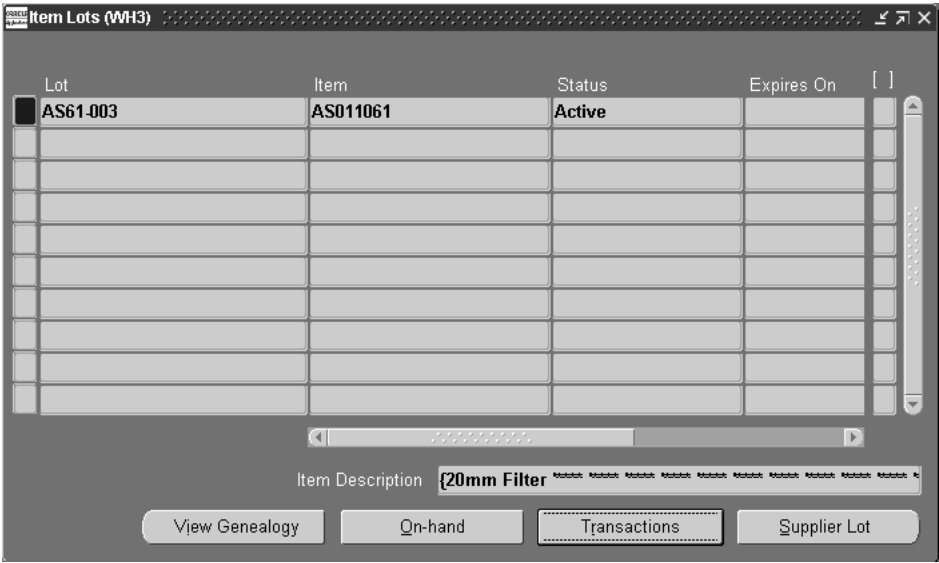 Item Lots (WH3)
Lot Item Status Expires On [ ]
AS61-003 AS011061 Active
Item Description {20mm Filter
View Genealogy On-hand Transactions Supplier Lot